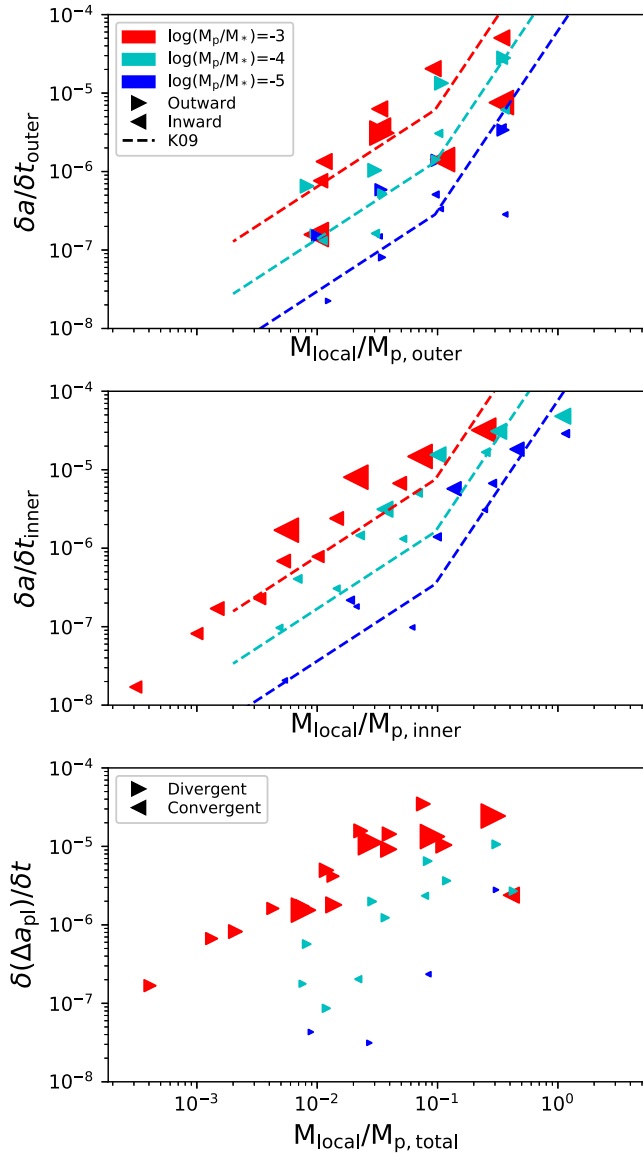 10⁻⁴
10⁻⁵
10⁻⁶
10⁻⁷
10⁻⁸
δa/δt_outer
log(M_p/M_*)=-3
log(M_p/M_*)=-4
log(M_p/M_*)=-5
Outward
Inward
K09
M_local/M_p, outer
10⁻⁴
10⁻⁵
10⁻⁶
10⁻⁷
10⁻⁸
δa/δt_inner
M_local/M_p, inner
10⁻⁴
10⁻⁵
10⁻⁶
10⁻⁷
10⁻⁸
δ(Δa_pl)/δt
Divergent
Convergent
10⁻³ 10⁻² 10⁻¹ 10⁰
M_local/M_p, total